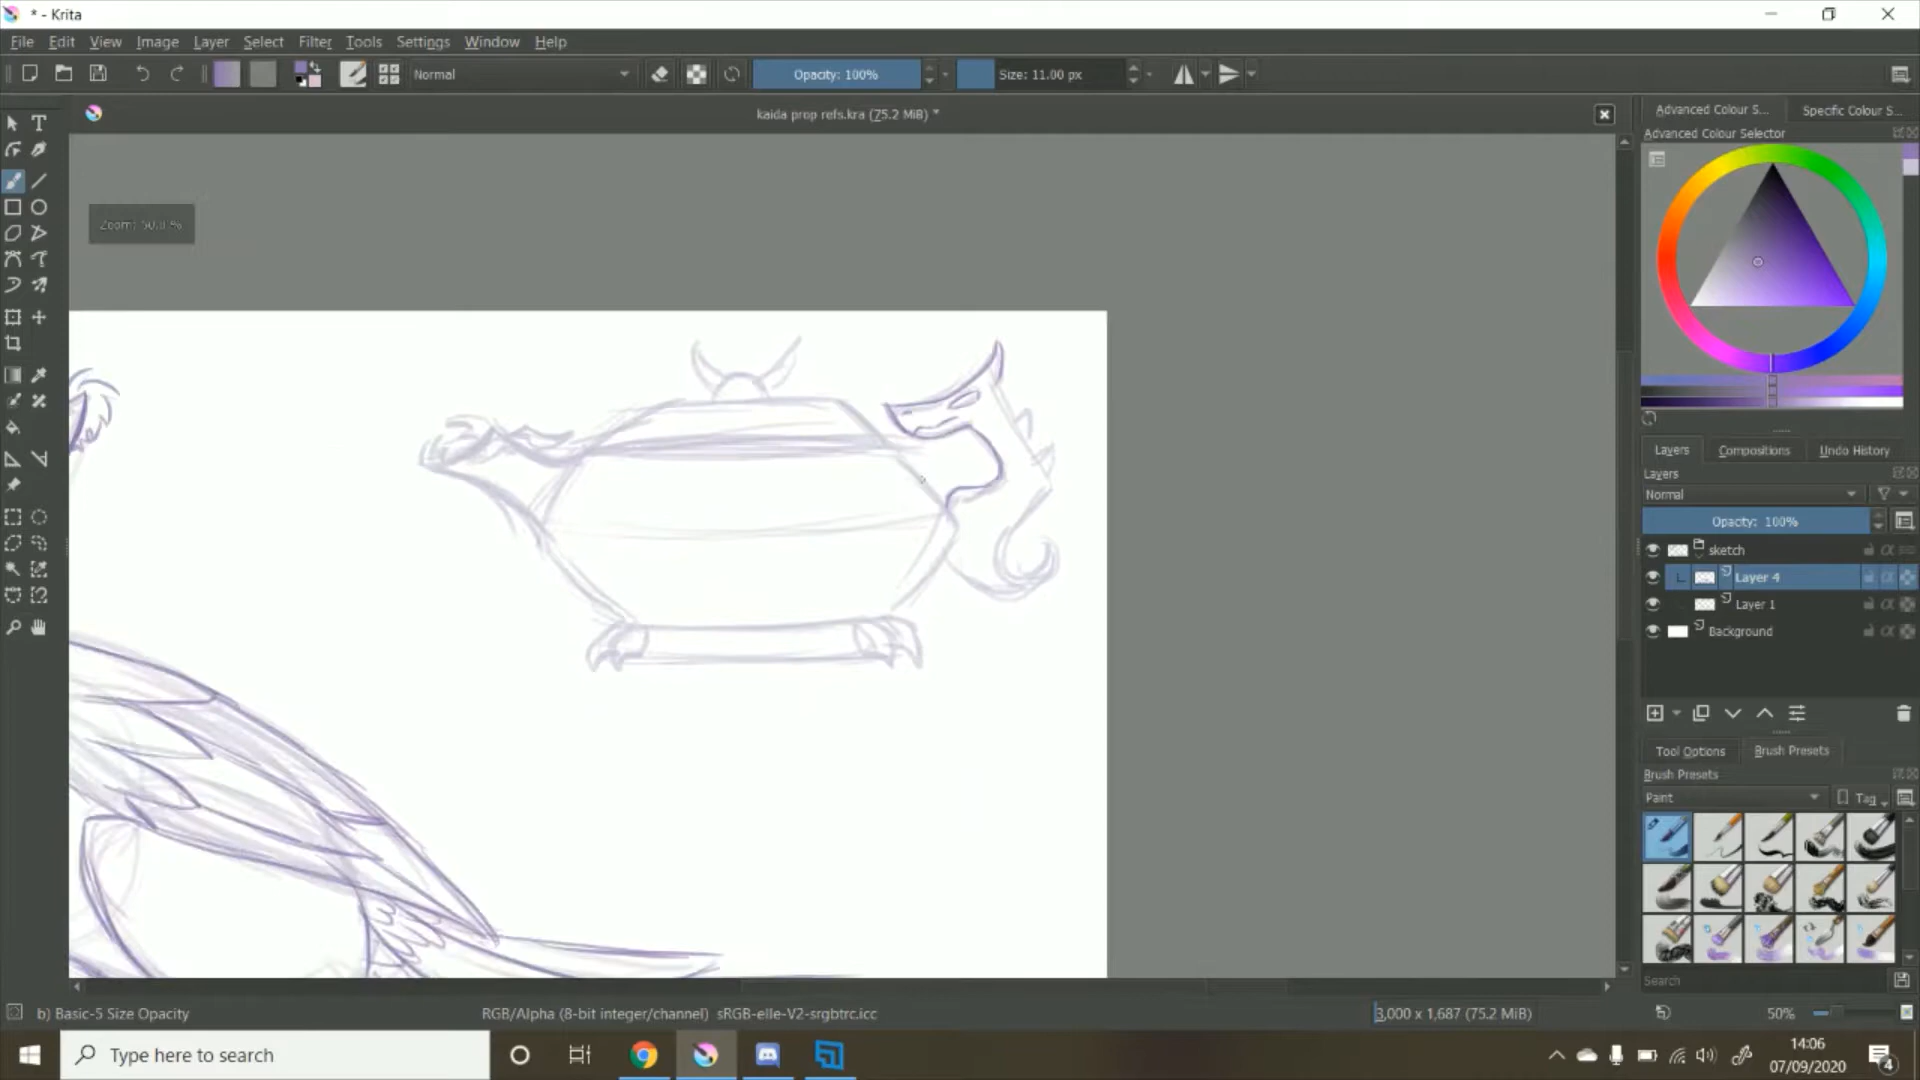 * - Krita
File Edit View Image Layer Select Filter Tools Settings Window Help
Normal Opacity: 100% Size: 11.00 px
kaida prop refs.kra (75.2 MiB) *
Advanced Colour S... Specific Colour S...
Advanced Colour Selector
Layers Compositions Undo History
Layers
Normal
Opacity: 100%
sketch
Layer 4
Layer 1
Background
Tool Options Brush Presets
Brush Presets
Paint Tag
Search
b) Basic-5 Size Opacity RGB/Alpha (8-bit integer/channel) sRGB-elle-V2-srgbtrc.icc 3,000 x 1,687 (75.2 MiB) 50%
Type here to search
14:06
07/09/2020
4